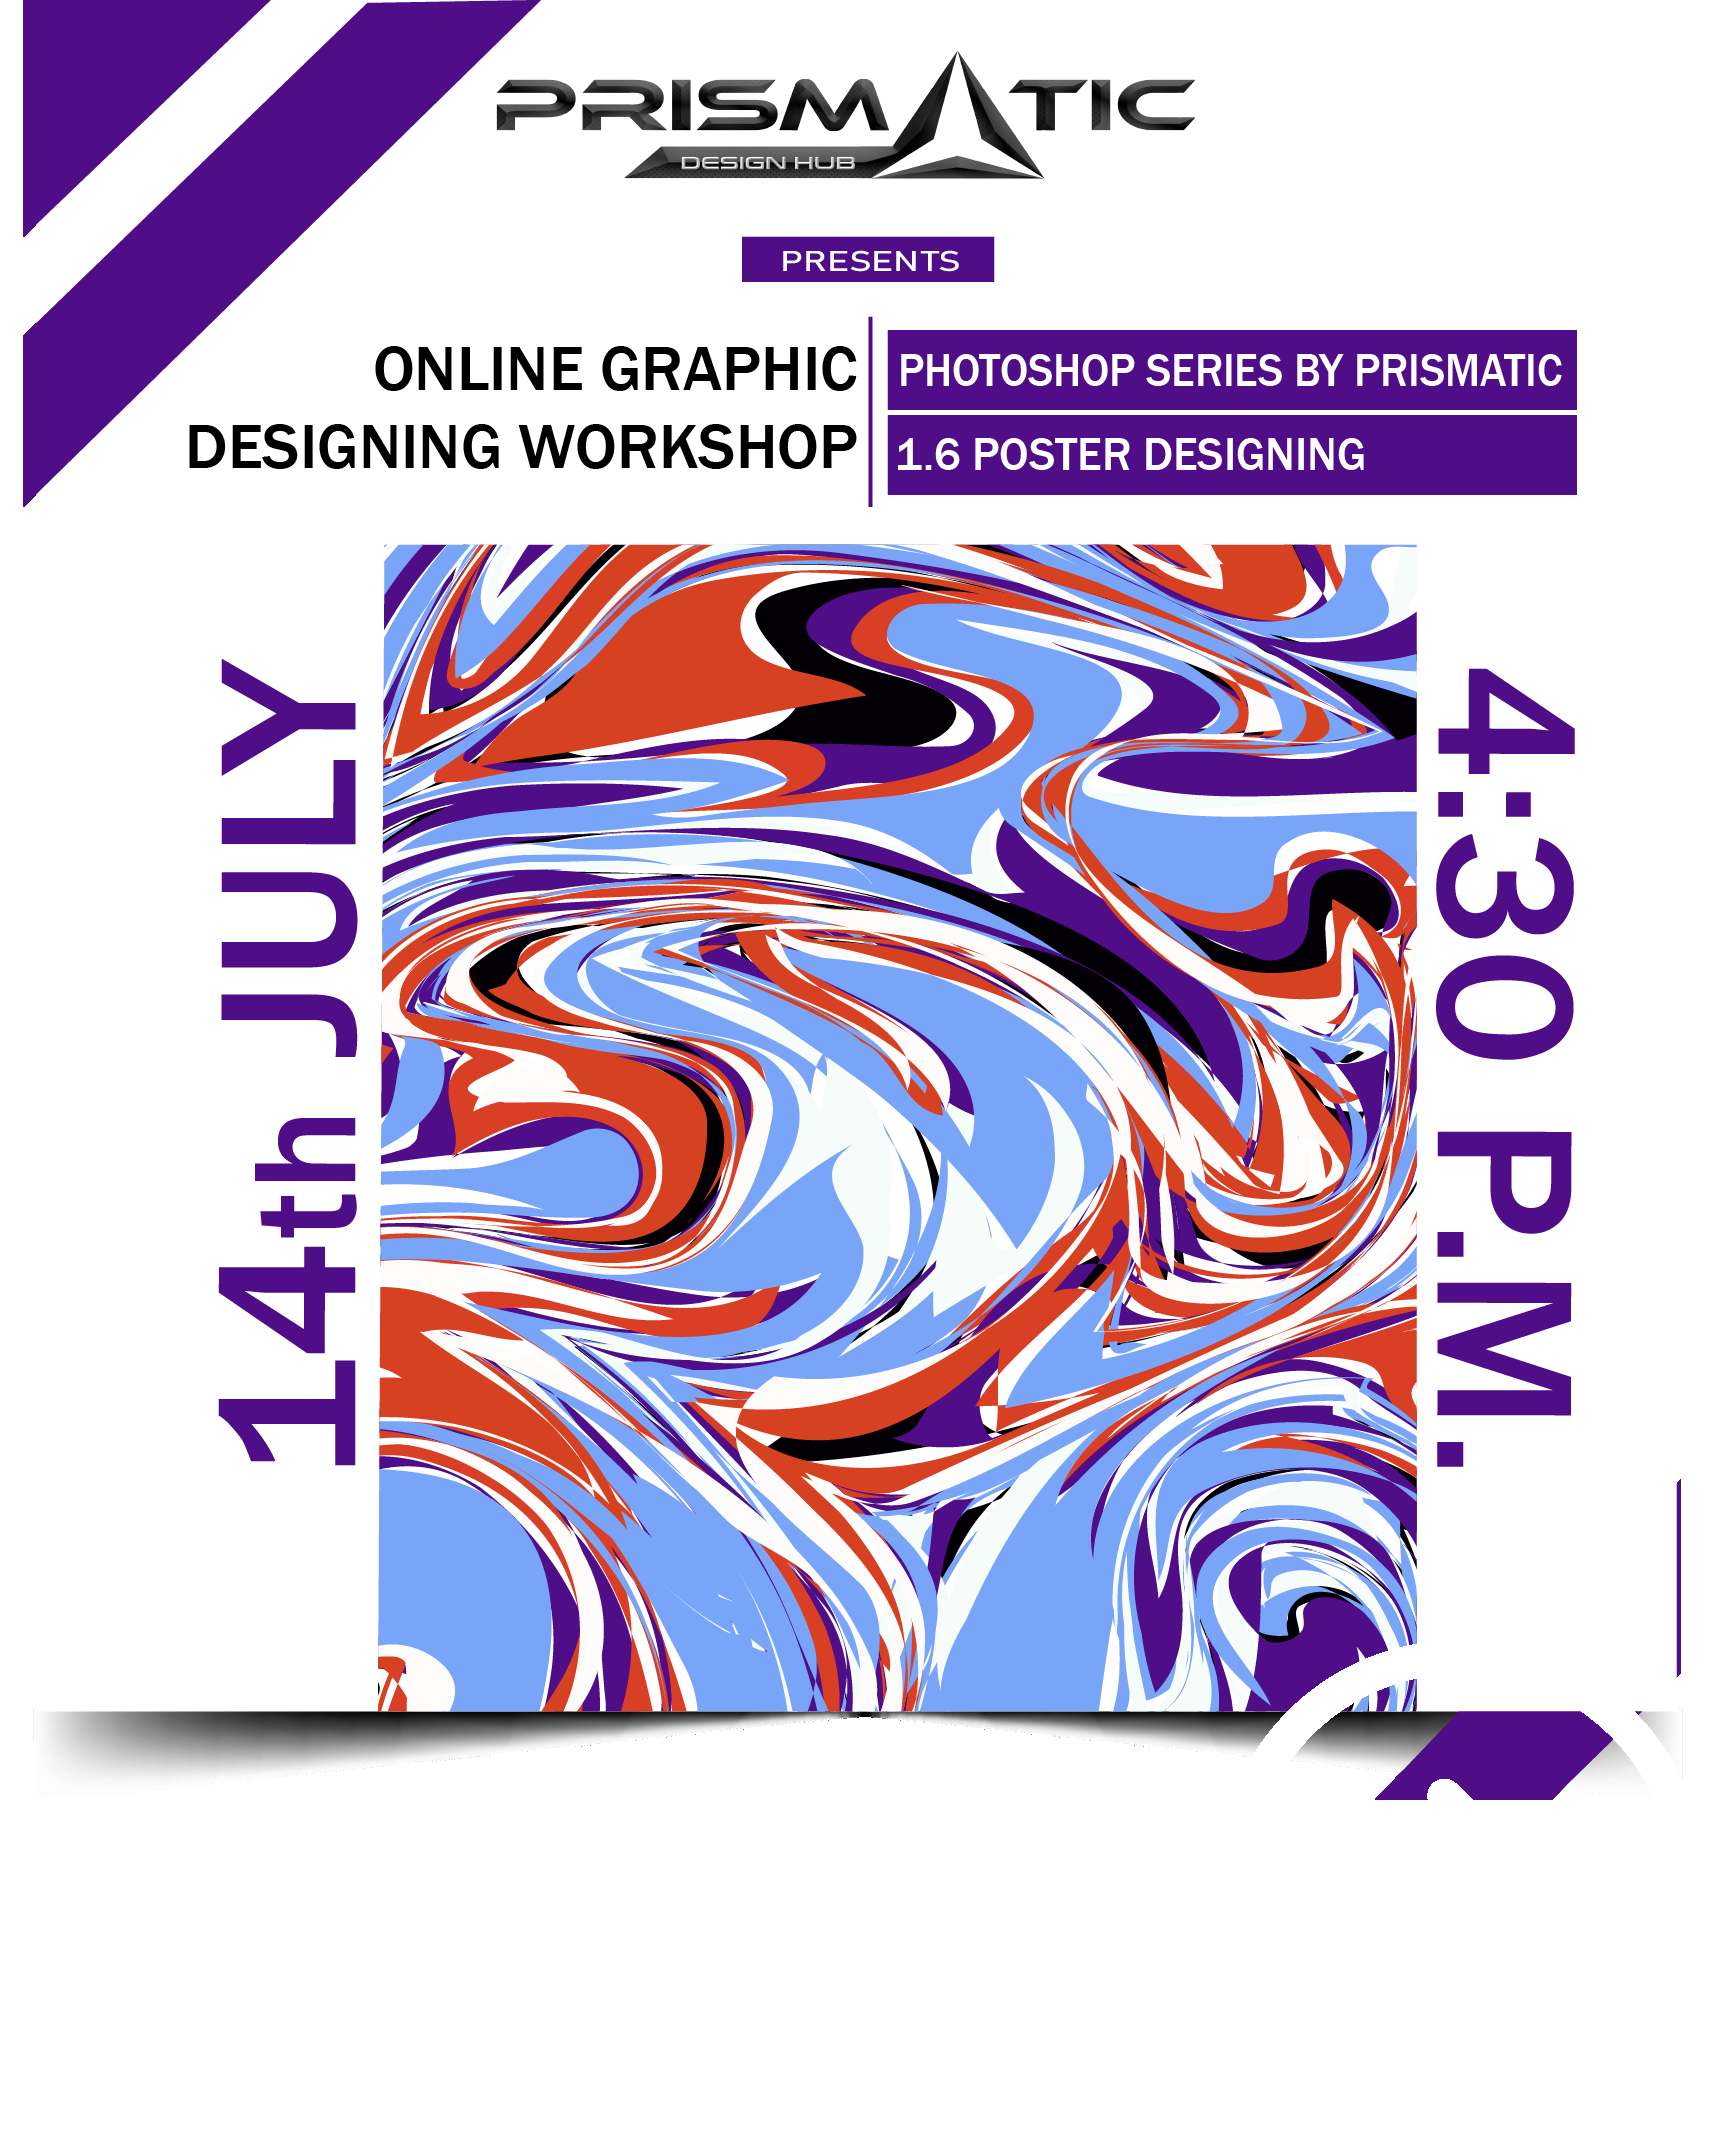 PRISMATIC
DESIGN HUB
PRESENTS
ONLINE GRAPHIC
DESIGNING WORKSHOP
PHOTOSHOP SERIES BY PRISMATIC
1.6 POSTER DESIGNING
14th JULY
4:30 P.M.